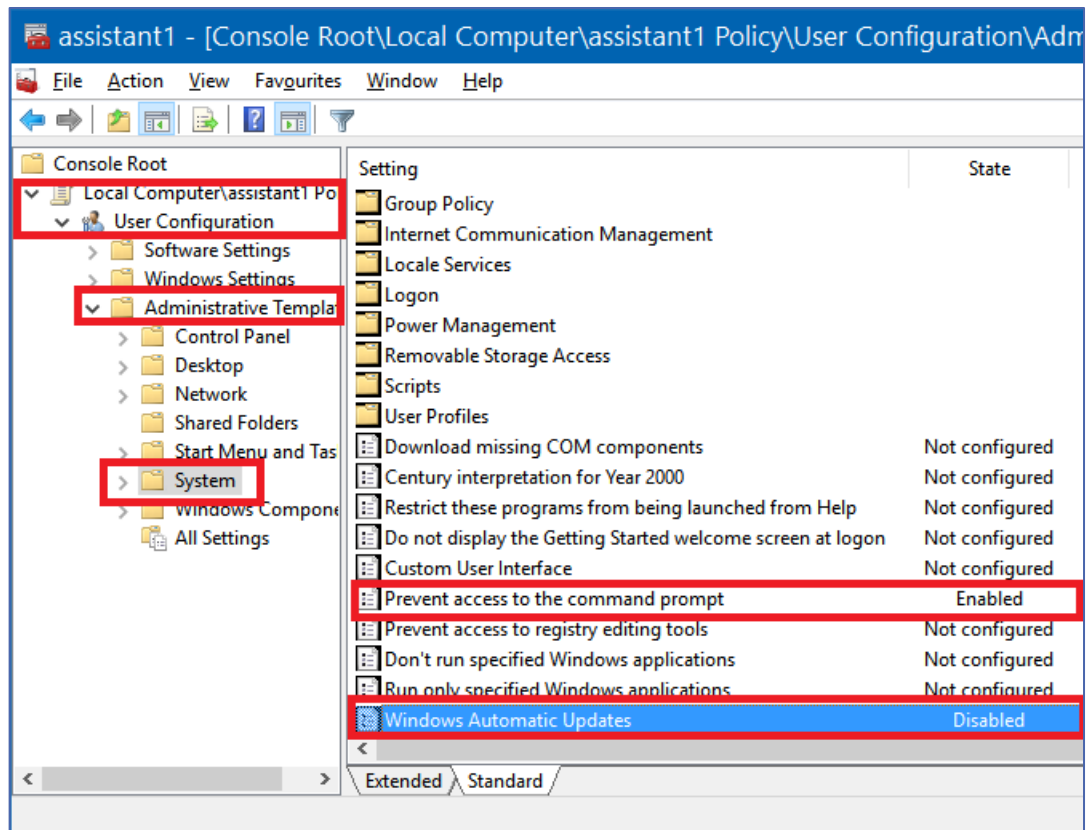 assistant1 - [Console Root\Local Computer\assistant1 Policy\User Configuration\Adm
File Action View Favourites Window Help
Console Root
Local Computer\assistant1 Po
User Configuration
Software Settings
Windows Settings
Administrative Templat
Control Panel
Desktop
Network
Shared Folders
Start Menu and Tas
System
Windows Compone
All Settings
Setting State
Group Policy
Internet Communication Management
Locale Services
Logon
Power Management
Removable Storage Access
Scripts
User Profiles
Download missing COM components Not configured
Century interpretation for Year 2000 Not configured
Restrict these programs from being launched from Help Not configured
Do not display the Getting Started welcome screen at logon Not configured
Custom User Interface Not configured
Prevent access to the command prompt Enabled
Prevent access to registry editing tools Not configured
Don't run specified Windows applications Not configured
Run only specified Windows applications Not configured
Windows Automatic Updates Disabled
Extended Standard